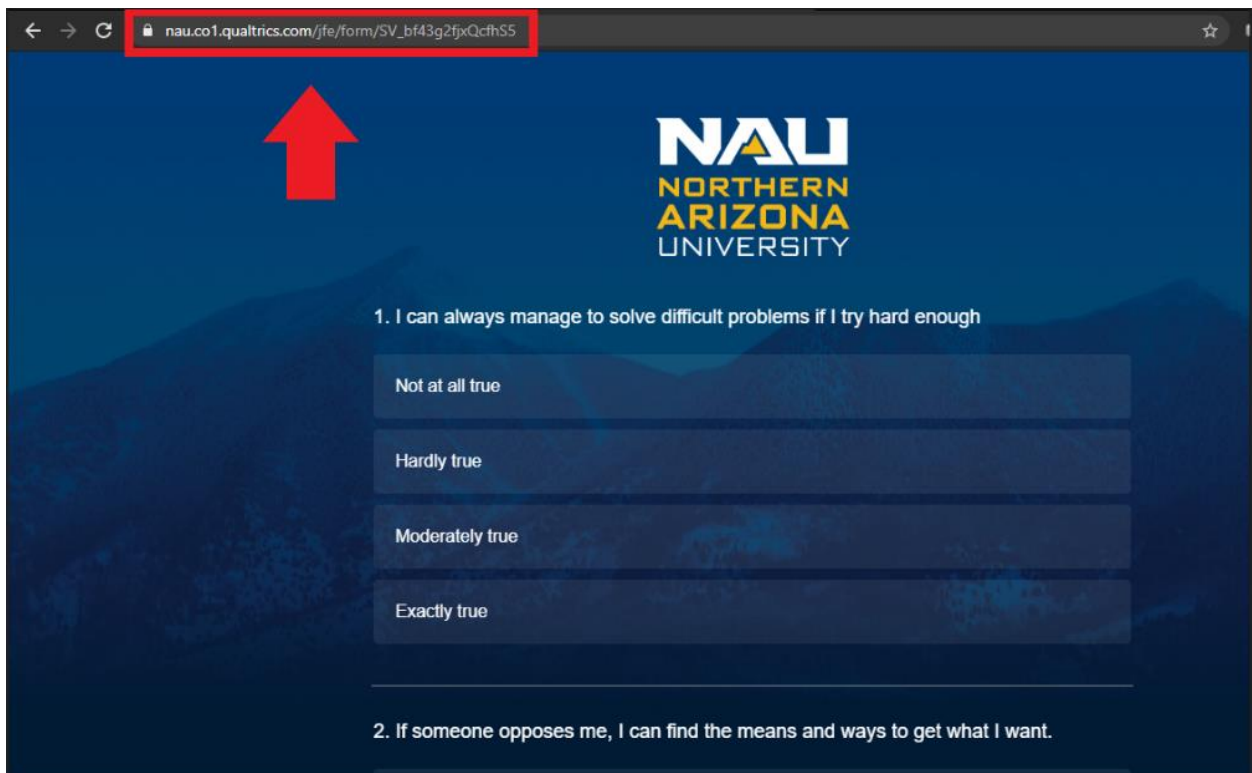 nau.co1.qualtrics.com/jfe/form/SV_bf43g2fjxQcfhS5
NAU
NORTHERN
ARIZONA
UNIVERSITY
1. I can always manage to solve difficult problems if I try hard enough
Not at all true
Hardly true
Moderately true
Exactly true
2. If someone opposes me, I can find the means and ways to get what I want.